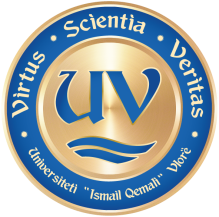 Virtus · Scientia · Veritas
UV
Universiteti "Ismail Qemali" Vlorë